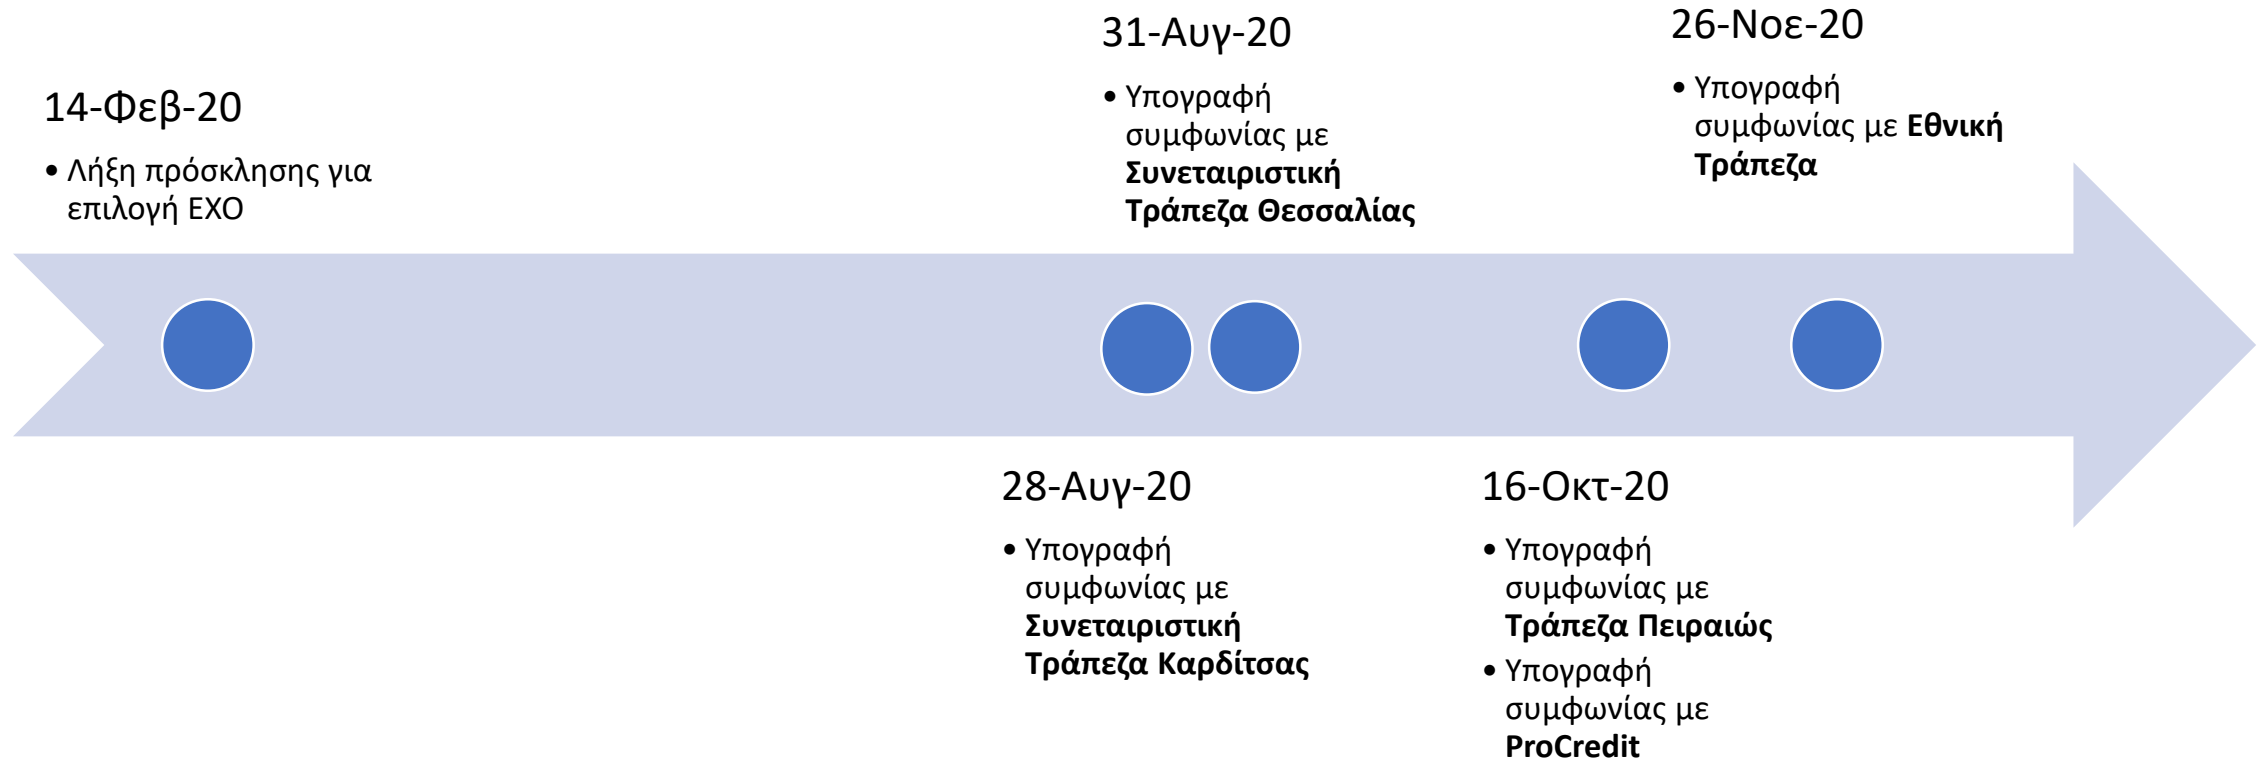 14-Φεβ-20
• Λήξη πρόσκλησης για
επιλογή ΕΧΟ
31-Αυγ-20
• Υπογραφή
συμφωνίας με
Συνεταιριστική
Τράπεζα Θεσσαλίας
26-Νοε-20
• Υπογραφή
συμφωνίας με Εθνική
Τράπεζα
28-Αυγ-20
• Υπογραφή
συμφωνίας με
Συνεταιριστική
Τράπεζα Καρδίτσας
16-Οκτ-20
• Υπογραφή
συμφωνίας με
Τράπεζα Πειραιώς
• Υπογραφή
συμφωνίας με
ProCredit